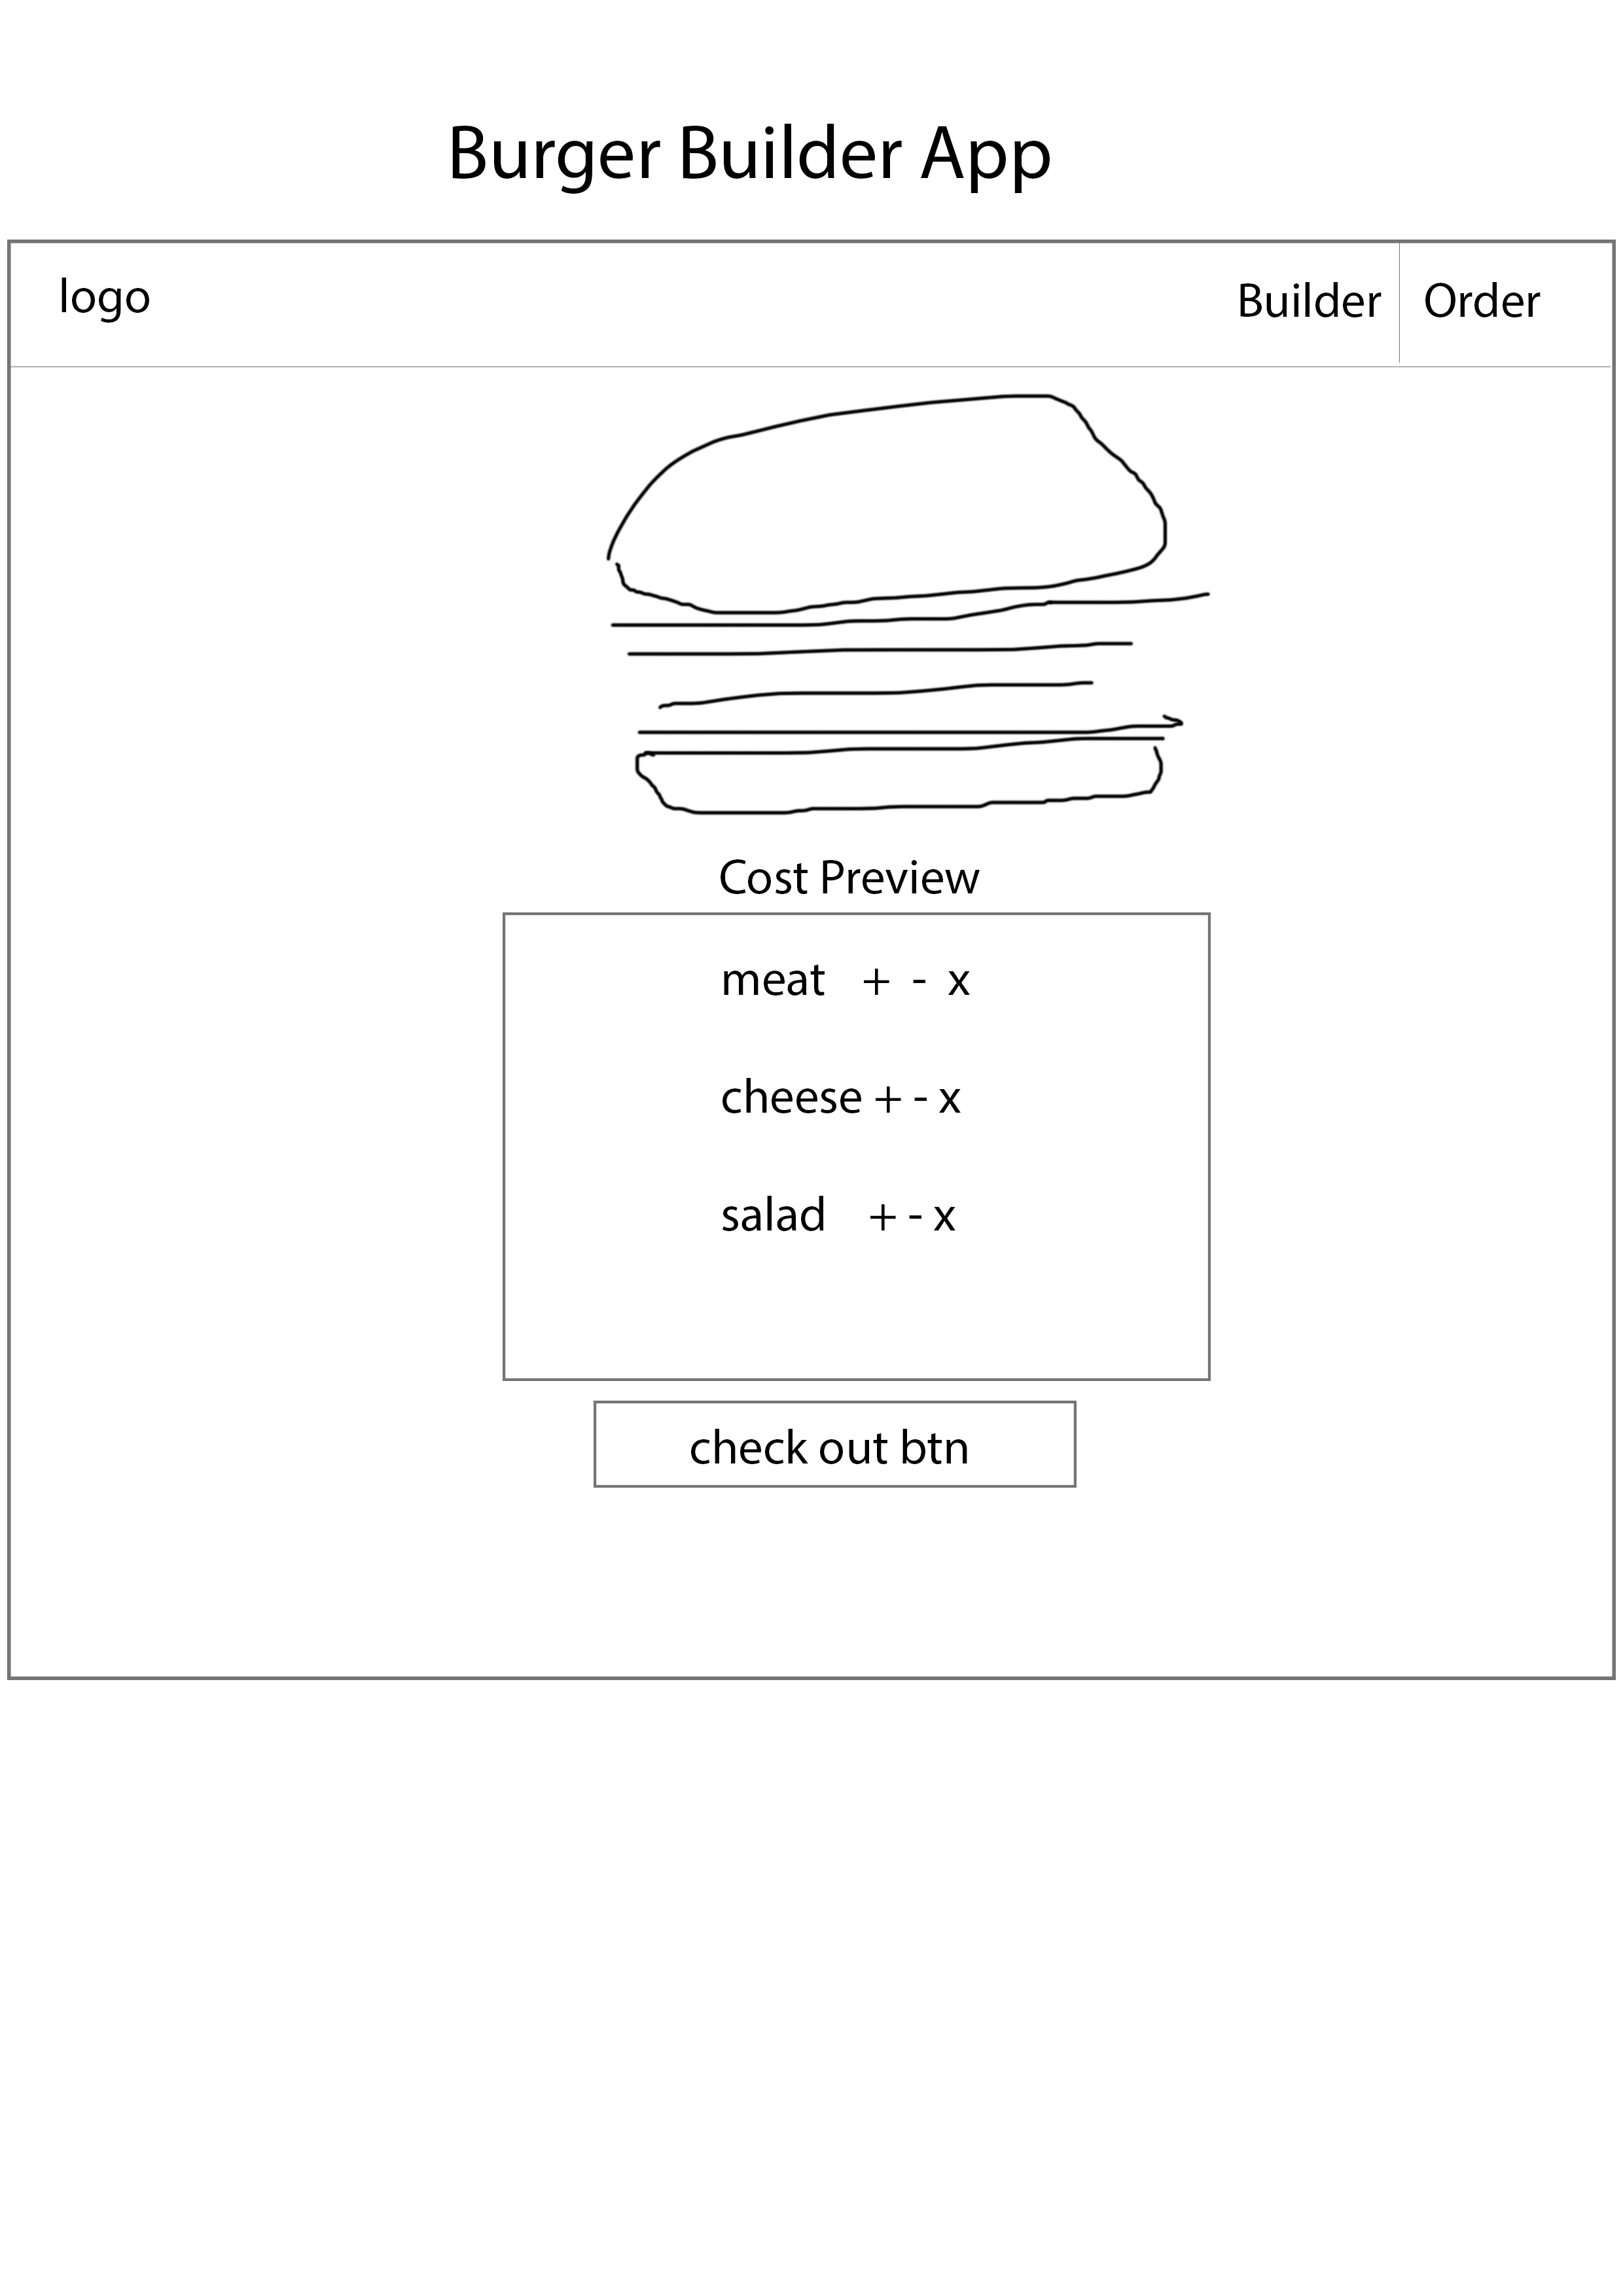 Burger Builder App
logo
Builder
Order
Cost Preview
meat + - x
cheese + - x
salad + - x
check out btn